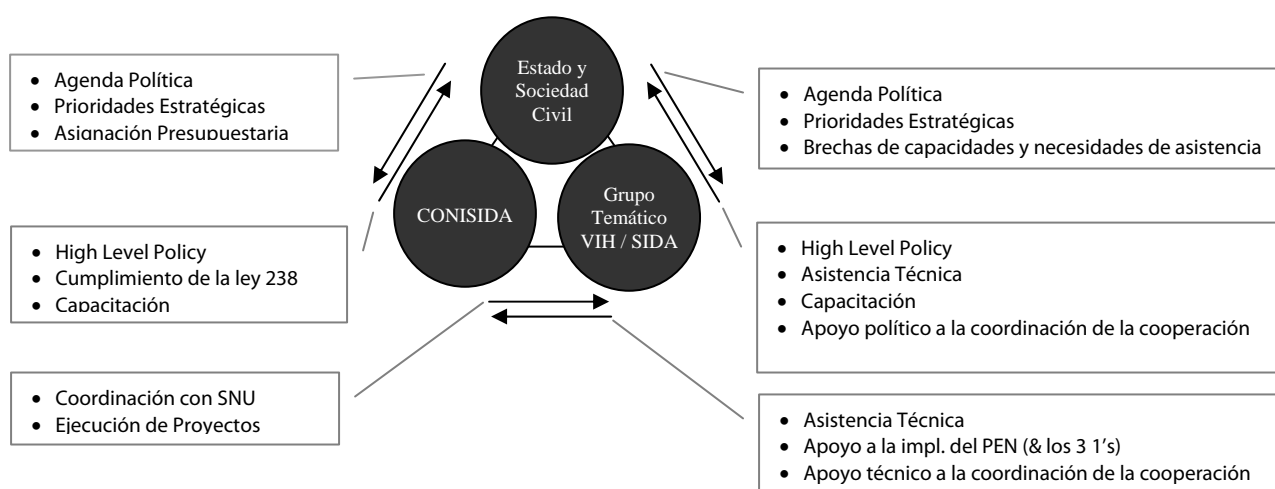 Estado y
Sociedad
Civil
CONISIDA
Grupo
Temático
VIH / SIDA
• Agenda Política
• Prioridades Estratégicas
• Asignación Presupuestaria
• High Level Policy
• Cumplimiento de la ley 238
• Capacitación
• Coordinación con SNU
• Ejecución de Proyectos
• Agenda Política
• Prioridades Estratégicas
• Brechas de capacidades y necesidades de asistencia
• High Level Policy
• Asistencia Técnica
• Capacitación
• Apoyo político a la coordinación de la cooperación
• Asistencia Técnica
• Apoyo a la impl. del PEN (& los 3 1's)
• Apoyo técnico a la coordinación de la cooperación